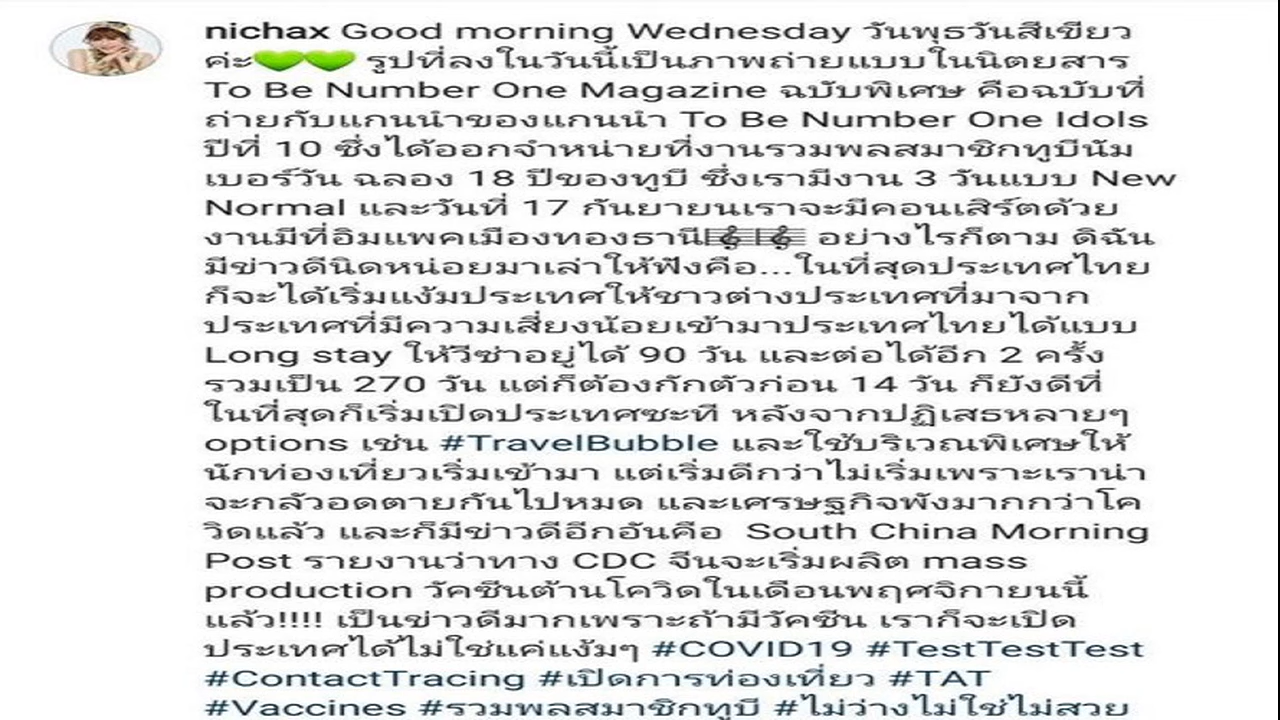 nichax Good morning Wednesday วันพุธวันสีเขียว
ค่ะ💚💚 รูปที่ลงในวันนี้เป็นภาพถ่ายแบบในนิตยสาร
To Be Number One Magazine ฉบับพิเศษ คือฉบับที่
ถ่ายกับแกนนำของแกนนำ To Be Number One Idols
ปีที่ 10 ซึ่งได้ออกจำหน่ายที่งานรวมพลสมาชิกทูบีนัม
เบอร์วัน ฉลอง 18 ปีของทูบี ซึ่งเรามีงาน 3 วันแบบ New
Normal และวันที่ 17 กันยายนเราจะมีคอนเสิร์ตด้วย
งานมีที่อิมแพคเมืองทองธานี🎼🎼 อย่างไรก็ตาม ดิฉัน
มีข่าวดีนิดหน่อยมาเล่าให้ฟังคือ...ในที่สุดประเทศไทย
ก็จะได้เริ่มแง้มประเทศให้ชาวต่างประเทศที่มาจาก
ประเทศที่มีความเสี่ยงน้อยเข้ามาประเทศไทยได้แบบ
Long stay ให้วีซ่าอยู่ได้ 90 วัน และต่อได้อีก 2 ครั้ง
รวมเป็น 270 วัน แต่ก็ต้องกักตัวก่อน 14 วัน ก็ยังดีที่
ในที่สุดก็เริ่มเปิดประเทศซะที หลังจากปฏิเสธหลายๆ
options เช่น #TravelBubble และใช้บริเวณพิเศษให้
นักท่องเที่ยวเริ่มเข้ามา แต่เริ่มดีกว่าไม่เริ่มเพราะเราน่า
จะกลัวอดตายกันไปหมด และเศรษฐกิจพังมากกว่าโค
วิดแล้ว และก็มีข่าวดีอีกอันคือ South China Morning
Post รายงานว่าทาง CDC จีนจะเริ่มผลิต mass
production วัคซีนต้านโควิดในเดือนพฤศจิกายนนี้
แล้ว!!!! เป็นข่าวดีมากเพราะถ้ามีวัคซีน เราก็จะเปิด
ประเทศได้ไม่ใช่แค่แง้มๆ #COVID19 #TestTestTest
#ContactTracing #เปิดการท่องเที่ยว #TAT
#Vaccines #รวมพลสมาชิกทูบี #ไม่ว่างไม่ใช่ไม่สวย